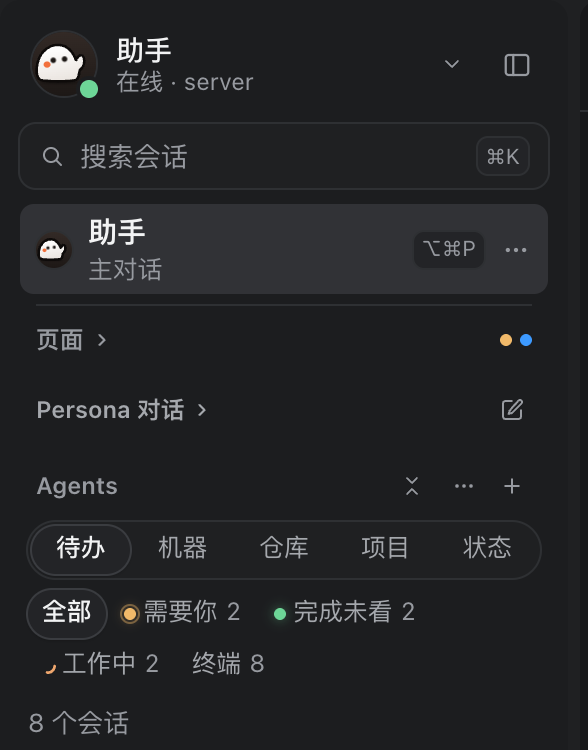 助手
在线 · server
搜索会话 ⌘K
助手
主对话 ⌥⌘P
页面
Persona 对话
Agents
待办 机器 仓库 项目 状态
全部 需要你 2 完成未看 2
工作中 2 终端 8
8 个会话